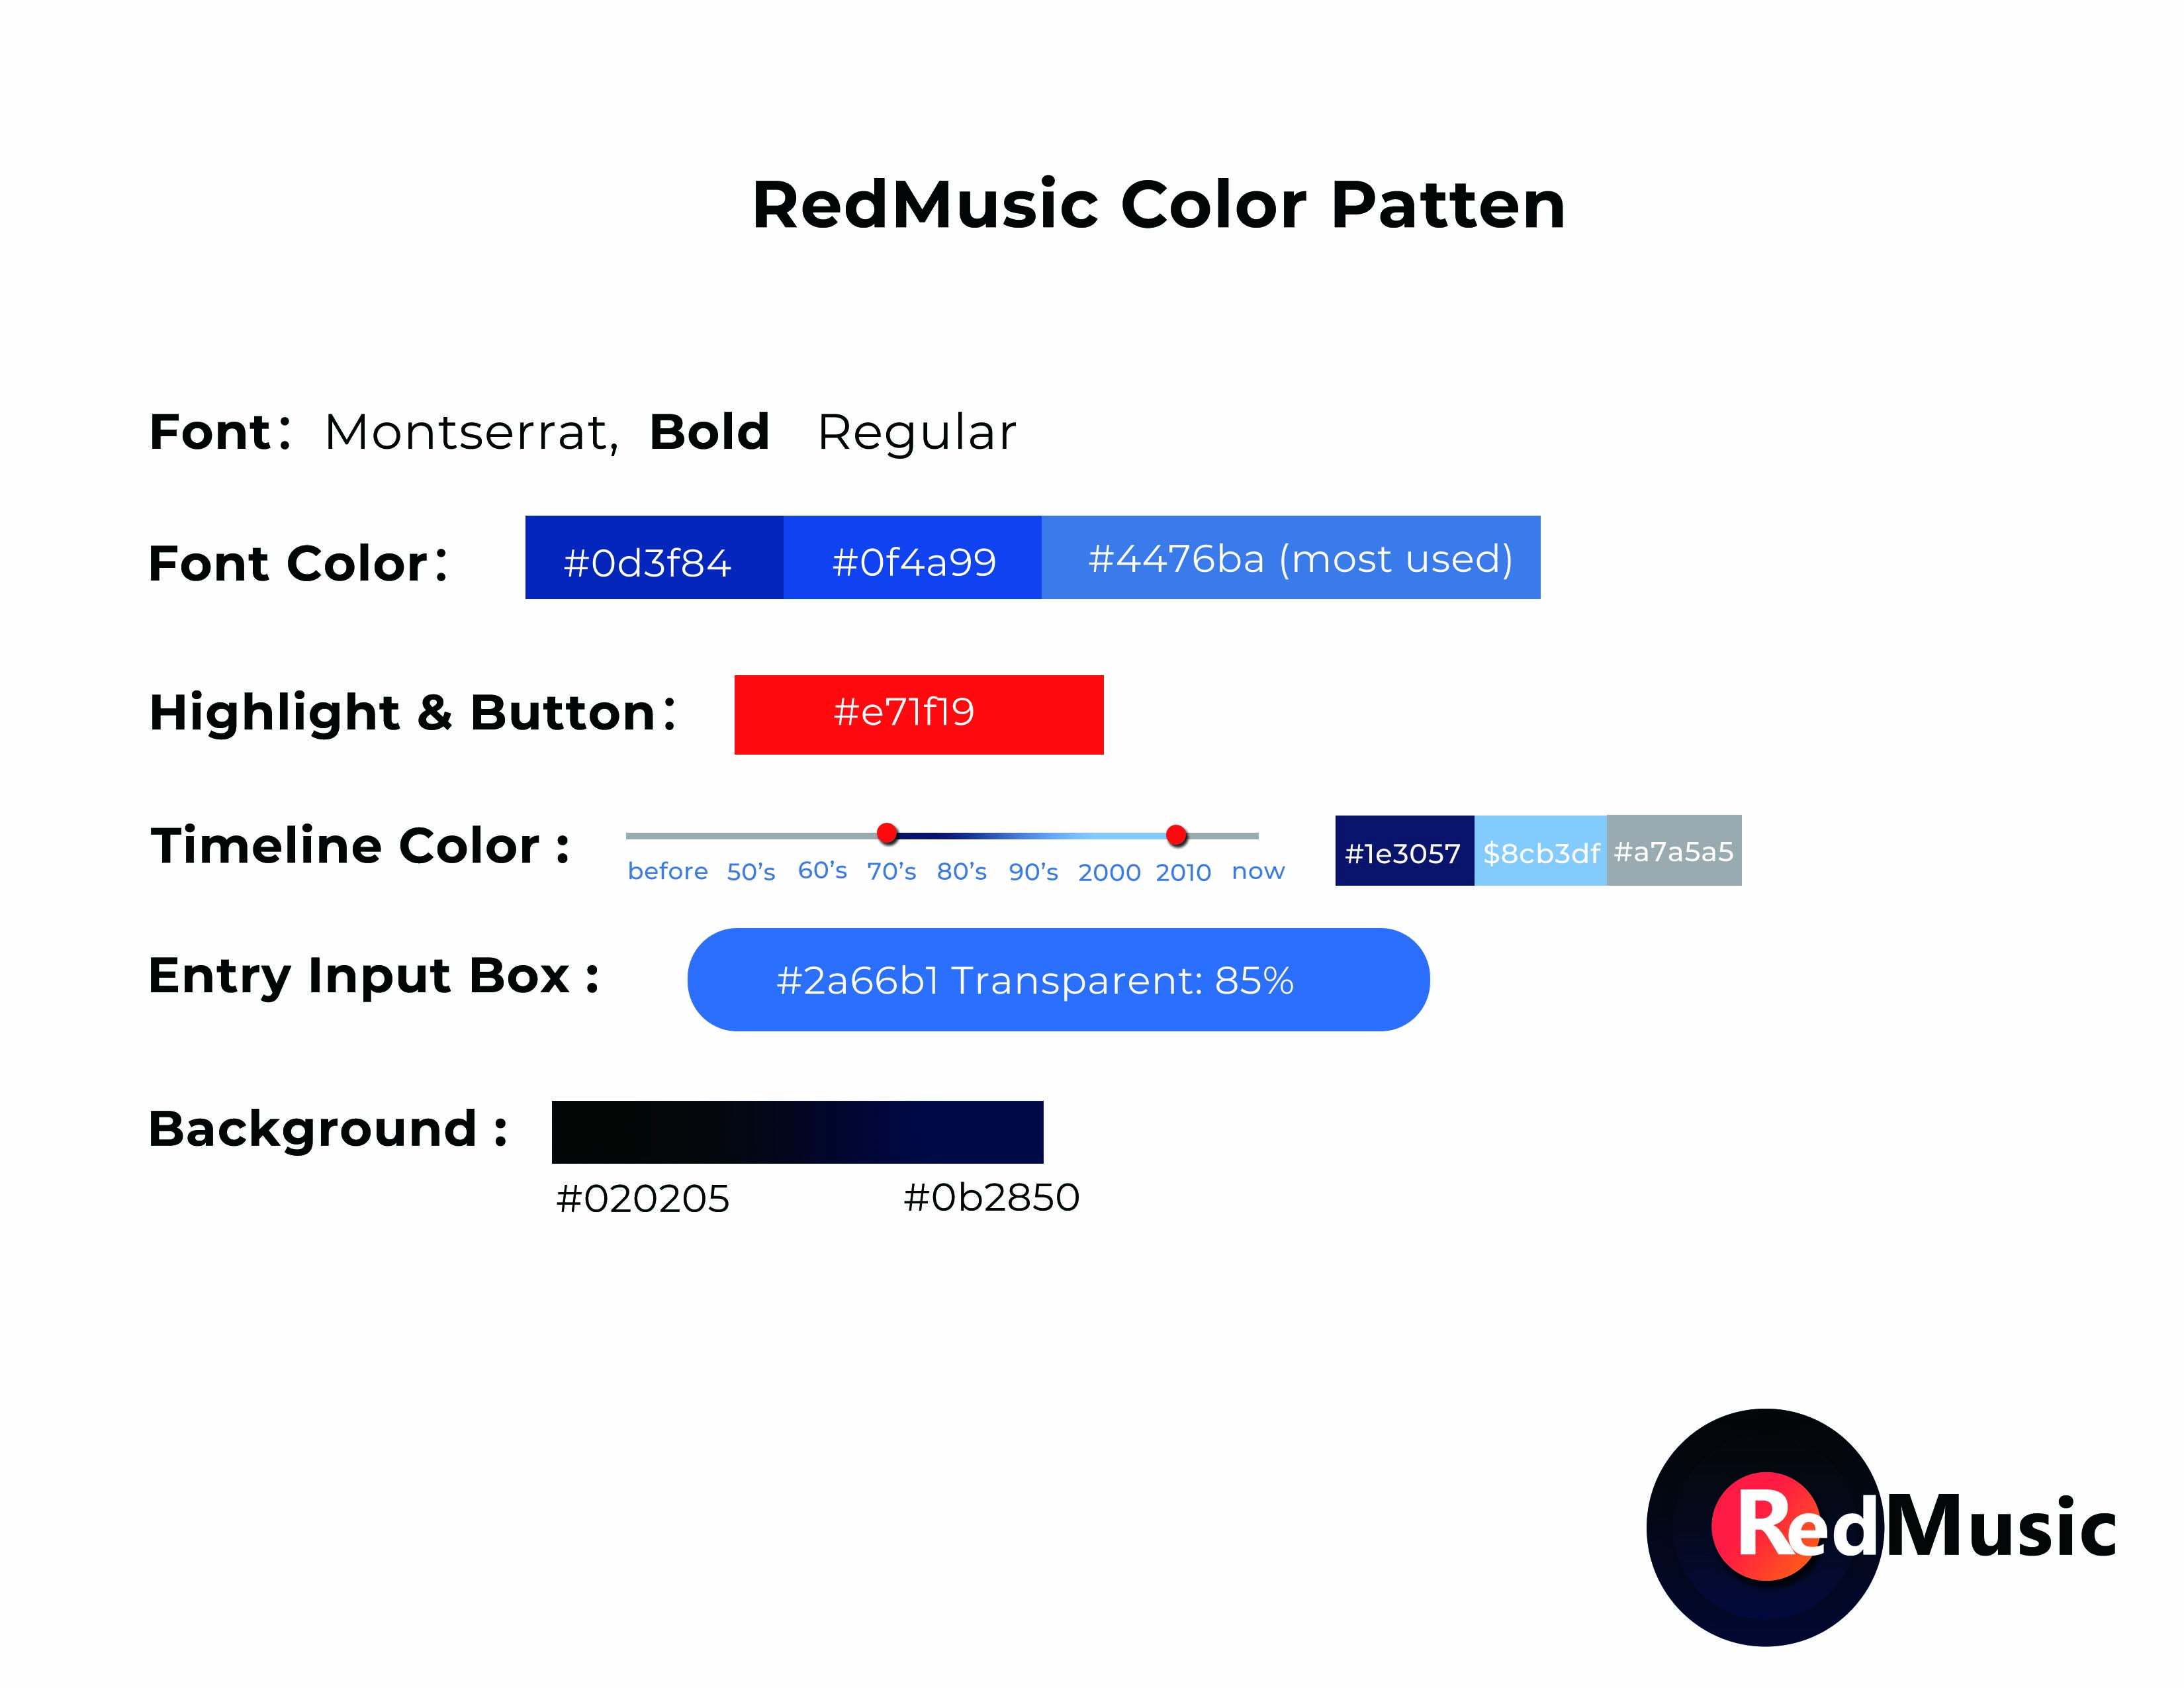 RedMusic Color Patten
Font: Montserrat, Bold Regular
Font Color: #0d3f84 #0f4a99 #4476ba (most used)
Highlight & Button: #e71f19
Timeline Color : #1e3057 $8cb3df #a7a5a5
before 50's 60's 70's 80's 90's 2000 2010 now
Entry Input Box : #2a66b1 Transparent: 85%
Background :
#020205 #0b2850
RedMusic